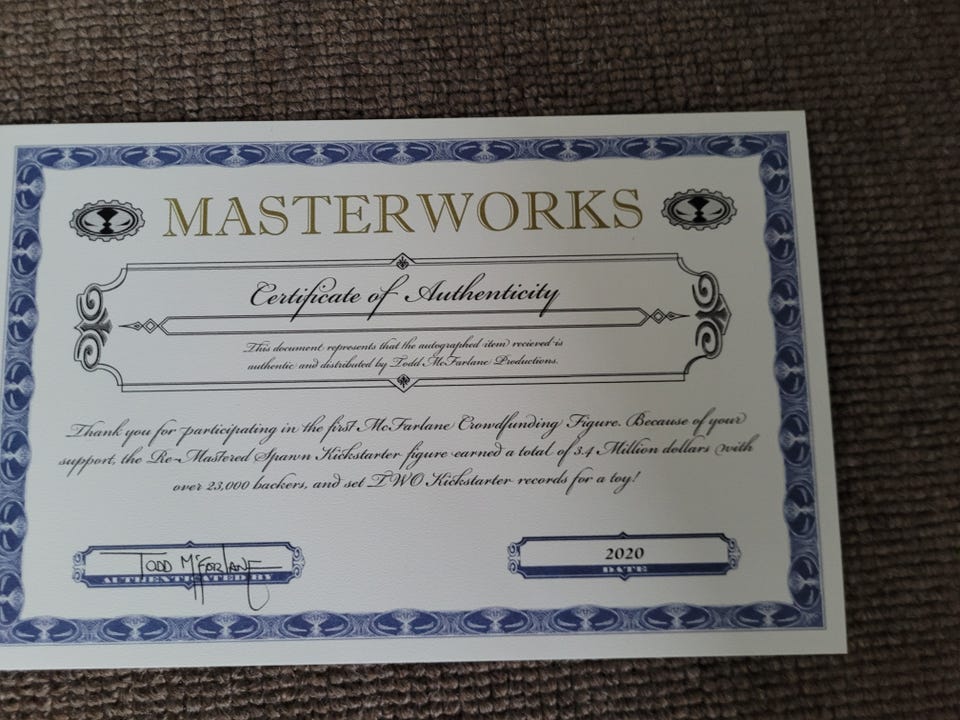 MASTERWORKS
Certificate of Authenticity
This document represents that the autographed item recieved is
authentic and distributed by Todd McFarlane Productions.
Thank you for participating in the first McFarlane Crowdfunding Figure. Because of your
support, the Re-Mastered Spawn Kickstarter figure earned a total of 3.4 Million dollars with
over 23,000 backers, and set TWO Kickstarter records for a toy!
TODD McFARLANE
AUTHENTICATED BY
2020
DATE